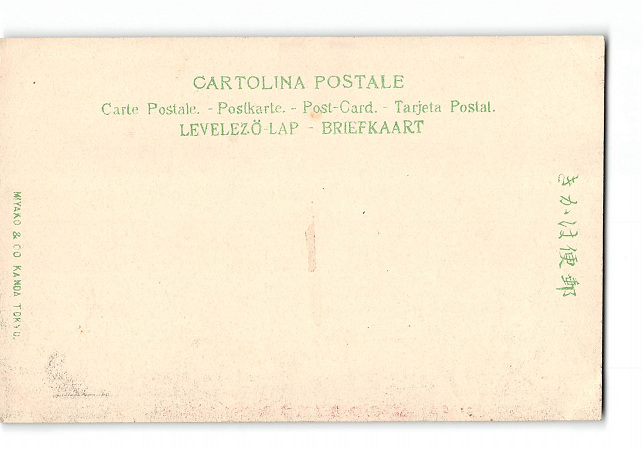 CARTOLINA POSTALE
Carte Postale. - Postkarte. - Post-Card. - Tarjeta Postal.
LEVELEZŐ-LAP - BRIEFKAART
MIYAKO & CO KANDA TOKYO.
きかは便郵